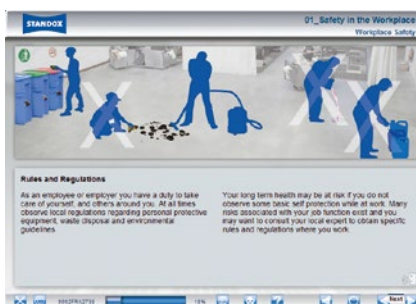 STANDOX
01_Safety in the Workplace
Workplace Safety
Rules and Regulations
As an employee or employer you have a duty to take
care of yourself, and others around you. At all times
observe local regulations regarding personal protective
equipment, waste disposal and environmental
guidelines
Your long term health may be at risk if you do not
observe some basic self protection while at work. Many
risks associated with your job function exist and you
may want to consult your local expert to obtain specific
rules and regulations where you work.
Next